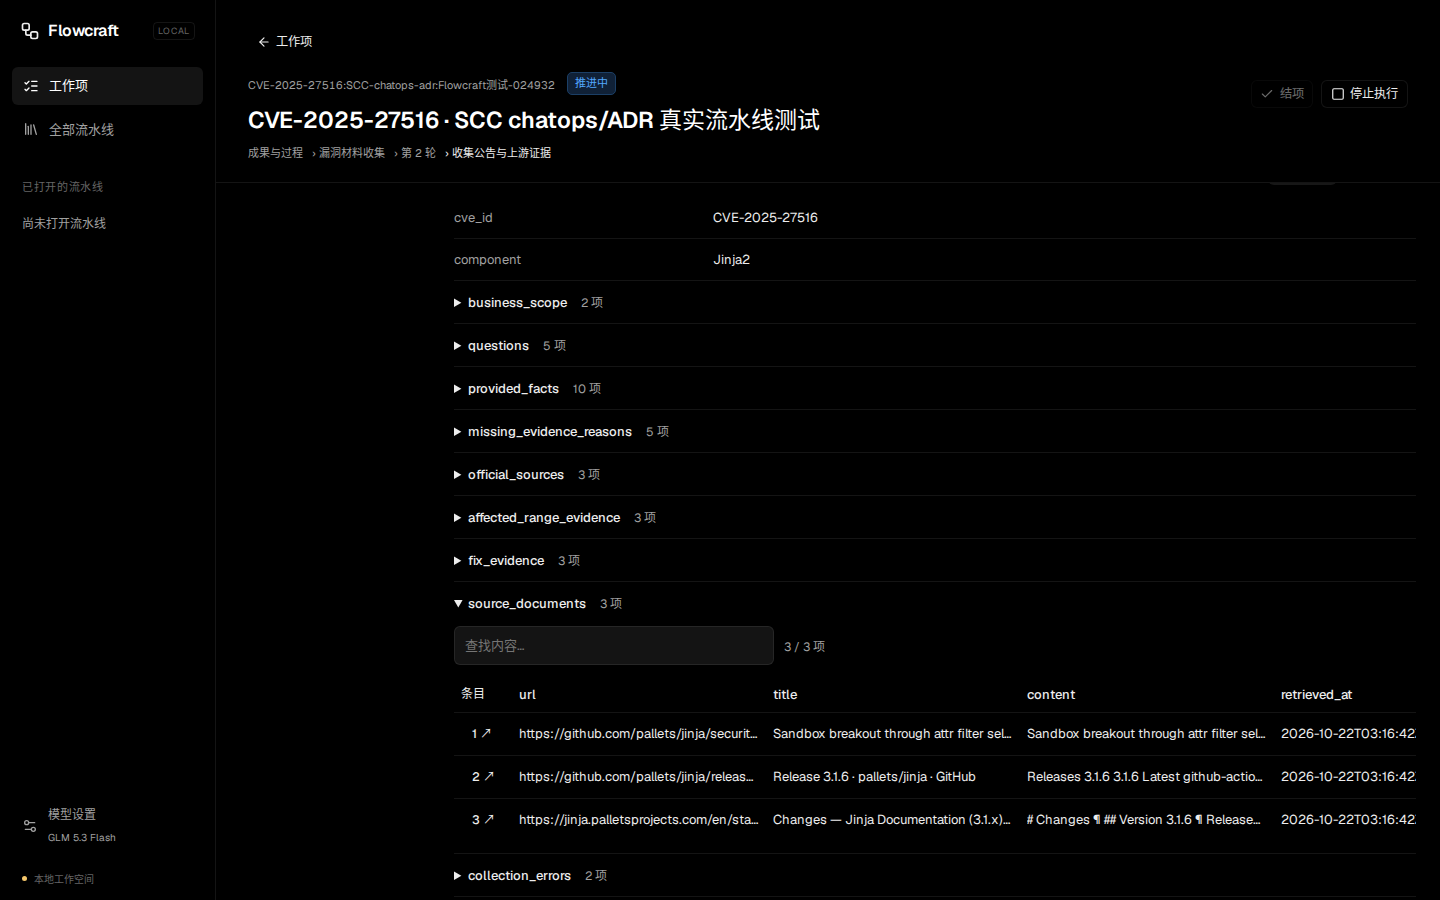 Flowcraft LOCAL
工作项
全部流水线
已打开的流水线
尚未打开流水线
模型设置
GLM 5.3 Flash
本地工作空间
← 工作项
CVE-2025-27516:SCC-chatops-adr:Flowcraft测试-024932 推进中
结项 停止执行
CVE-2025-27516 · SCC chatops/ADR 真实流水线测试
成果与过程 › 漏洞材料收集 › 第 2 轮 › 收集公告与上游证据
cve_id CVE-2025-27516
component Jinja2
▶ business_scope 2 项
▶ questions 5 项
▶ provided_facts 10 项
▶ missing_evidence_reasons 5 项
▶ official_sources 3 项
▶ affected_range_evidence 3 项
▶ fix_evidence 3 项
▼ source_documents 3 项
查找内容… 3 / 3 项
条目 url title content retrieved_at
1 ↗ https://github.com/pallets/jinja/securit… Sandbox breakout through attr filter sel… Sandbox breakout through attr filter sel… 2026-10-22T03:16:42
2 ↗ https://github.com/pallets/jinja/releas… Release 3.1.6 · pallets/jinja · GitHub Releases 3.1.6 3.1.6 Latest github-actio… 2026-10-22T03:16:42
3 ↗ https://jinja.palletsprojects.com/en/sta… Changes — Jinja Documentation (3.1.x)… # Changes ¶ ## Version 3.1.6 ¶ Release… 2026-10-22T03:16:42
▶ collection_errors 2 项